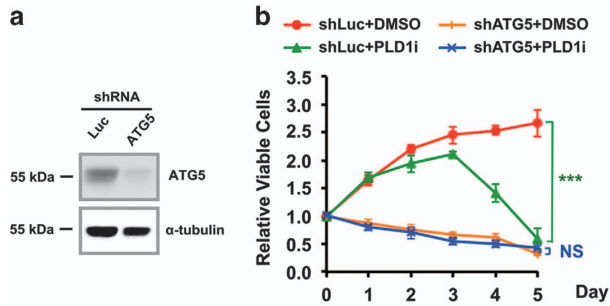 a
shRNA
Luc ATG5
55 kDa ATG5
55 kDa α-tubulin
b
shLuc+DMSO shATG5+DMSO
shLuc+PLD1i shATG5+PLD1i
Relative Viable Cells
3.5
3.0
2.5
2.0
1.5
1.0
0.5
0.0
***
NS
0 1 2 3 4 5 Day